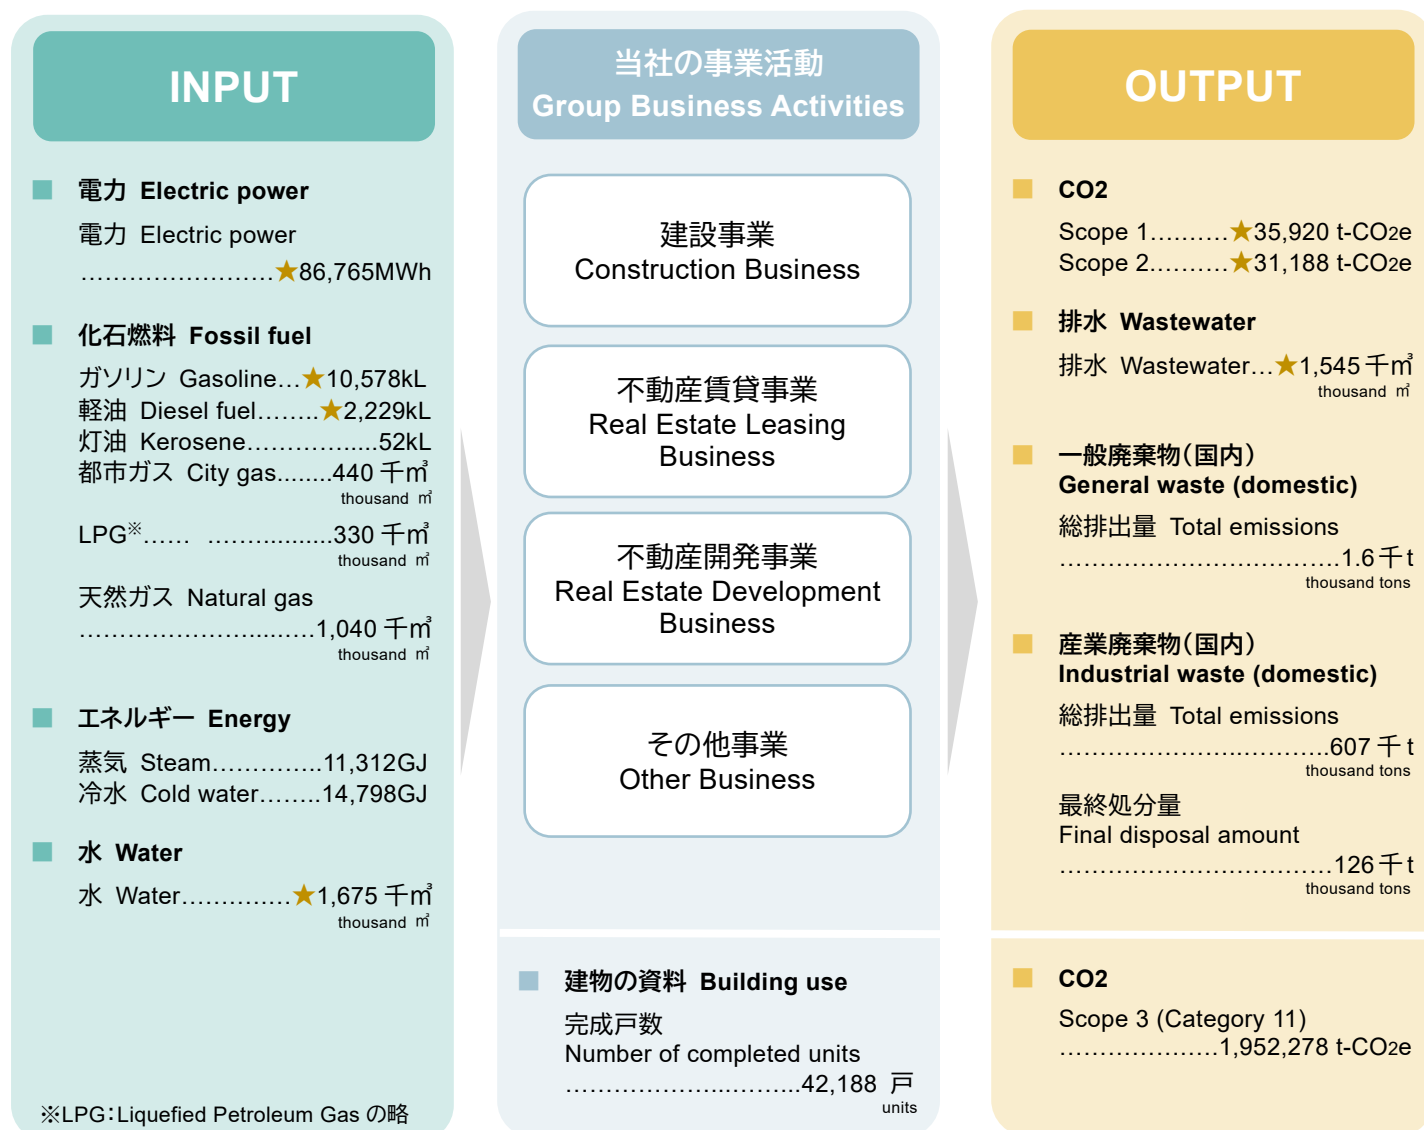 INPUT
■ 電力 Electric power
電力 Electric power
........................★86,765MWh
■ 化石燃料 Fossil fuel
ガソリン Gasoline...★10,578kL
軽油 Diesel fuel........★2,229kL
灯油 Kerosene...................52kL
都市ガス City gas........440 千㎥
thousand ㎥
LPG※...... ..................330 千㎥
thousand ㎥
天然ガス Natural gas
..............................1,040 千㎥
thousand ㎥
■ エネルギー Energy
蒸気 Steam..............11,312GJ
冷水 Cold water........14,798GJ
■ 水 Water
水 Water.............★1,675 千㎥
thousand ㎥
※LPG：Liquefied Petroleum Gas の略
当社の事業活動
Group Business Activities
建設事業
Construction Business
不動産賃貸事業
Real Estate Leasing
Business
不動産開発事業
Real Estate Development
Business
その他事業
Other Business
■ 建物の資料 Building use
完成戸数
Number of completed units
.............................42,188 戸
units
OUTPUT
■ CO2
Scope 1..........★35,920 t-CO2e
Scope 2..........★31,188 t-CO2e
■ 排水 Wastewater
排水 Wastewater...★1,545 千㎥
thousand ㎥
■ 一般廃棄物（国内）
General waste (domestic)
総排出量 Total emissions
....................................1.6 千 t
thousand tons
■ 産業廃棄物（国内）
Industrial waste (domestic)
総排出量 Total emissions
...................................607 千 t
thousand tons
最終処分量
Final disposal amount
...................................126 千 t
thousand tons
■ CO2
Scope 3 (Category 11)
.....................1,952,278 t-CO2e